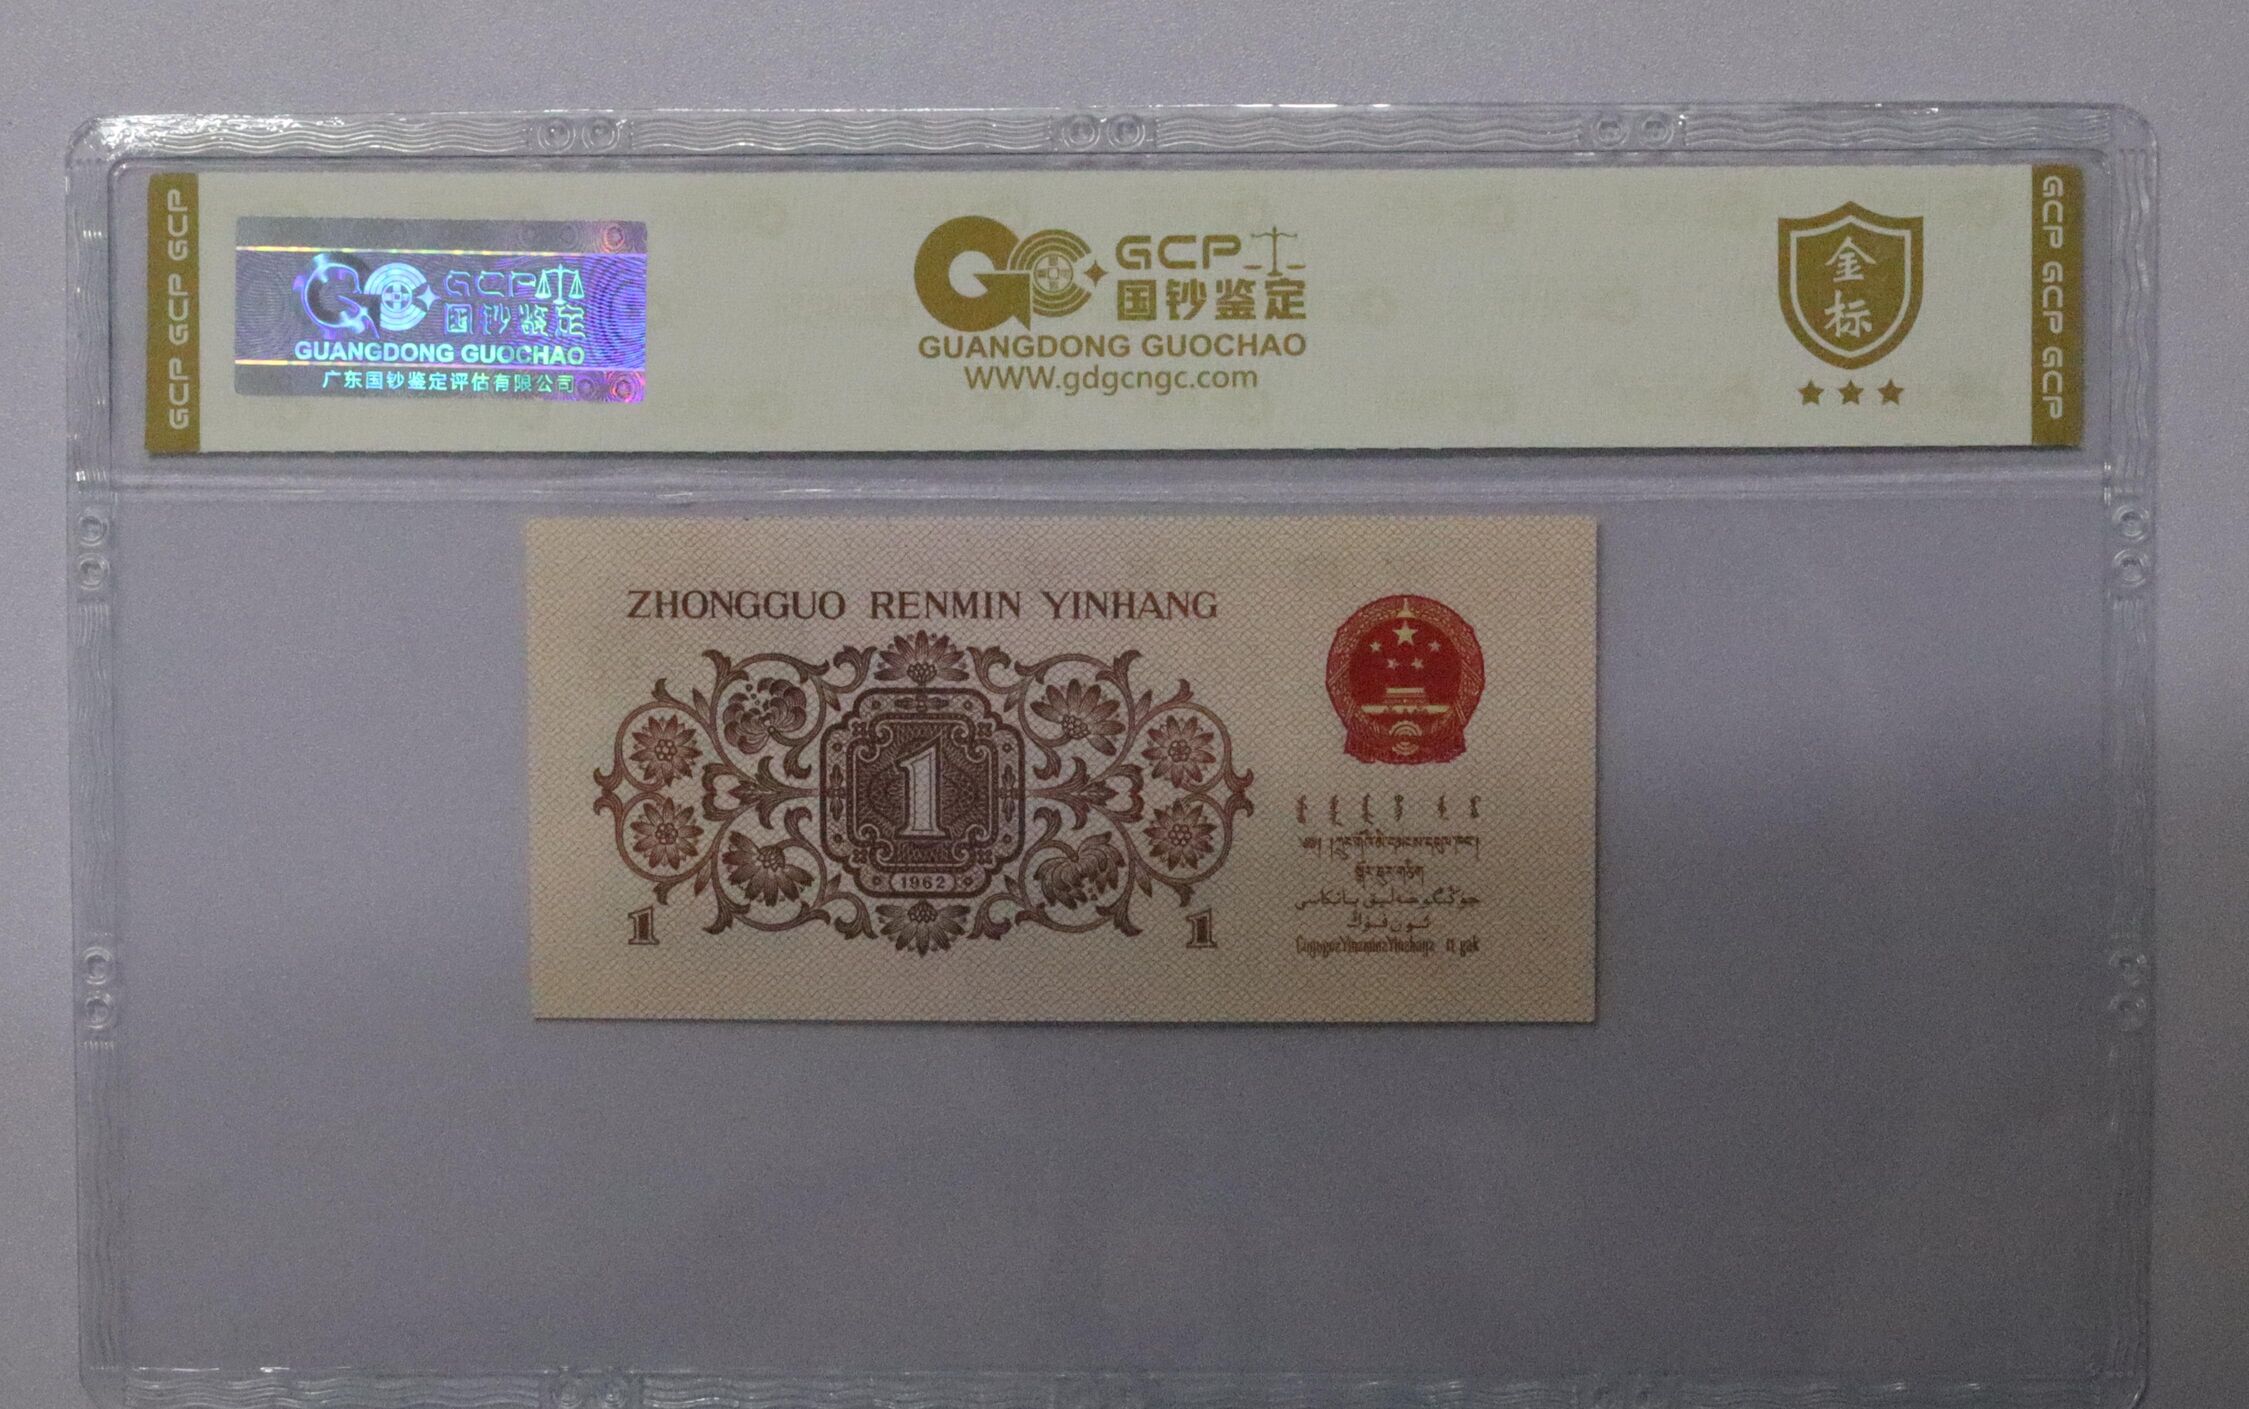 GCP GCP GCP
GCP
国钞鉴定
GUANGDONG GUOCHAO
广东国钞鉴定评估有限公司
GCP
国钞鉴定
GUANGDONG GUOCHAO
WWW.gdgcngc.com
金
标
GCP GCP GCP
ZHONGGUO RENMIN YINHANG
1
1962
1
1